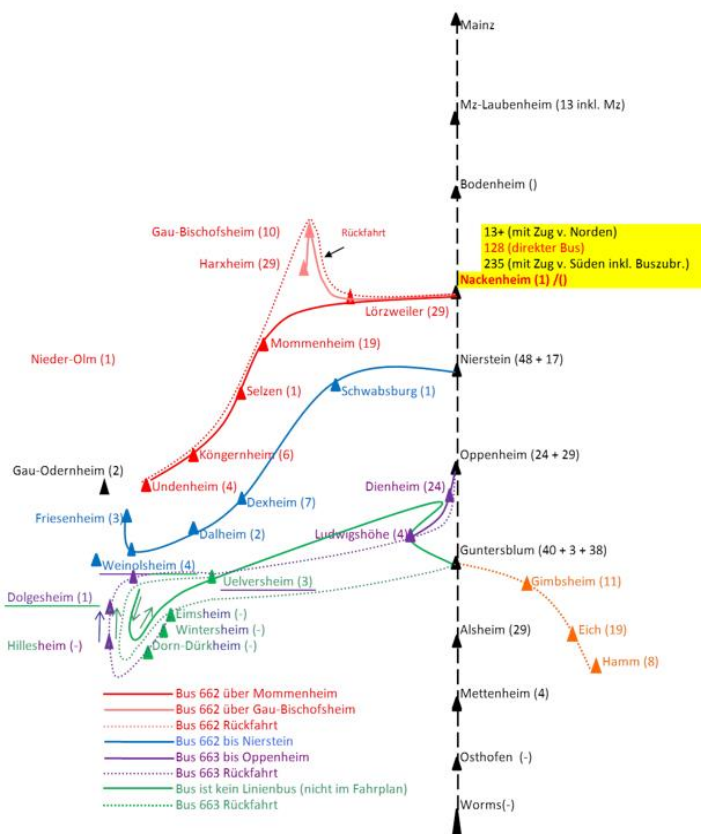 Mainz
Mz-Laubenheim (13 inkl. Mz)
Bodenheim ()
Gau-Bischofsheim (10)
Rückfahrt
13+ (mit Zug v. Norden)
128 (direkter Bus)
235 (mit Zug v. Süden inkl. Buszubr.)
Harxheim (29)
Nackenheim (1) /()
Lörzweiler (29)
Mommenheim (19)
Nieder-Olm (1)
Nierstein (48 + 17)
Selzen (1)
Schwabsburg (1)
Köngernheim (6)
Gau-Odernheim (2)
Oppenheim (24 + 29)
Undenheim (4)
Dienheim (24)
Dexheim (7)
Friesenheim (3)
Dalheim (2)
Ludwigshöhe (4)
Guntersblum (40 + 3 + 38)
Weinolsheim (4)
Uelversheim (3)
Gimbsheim (11)
Dolgesheim (1)
Eimsheim (-)
Wintersheim (-)
Eich (19)
Alsheim (29)
Hillesheim (-)
Dorn-Dürkheim (-)
Hamm (8)
Bus 662 über Mommenheim
Mettenheim (4)
Bus 662 über Gau-Bischofsheim
Bus 662 Rückfahrt
Bus 662 bis Nierstein
Bus 663 bis Oppenheim
Osthofen (-)
Bus 663 Rückfahrt
Bus ist kein Linienbus (nicht im Fahrplan)
Bus 663 Rückfahrt
Worms(-)